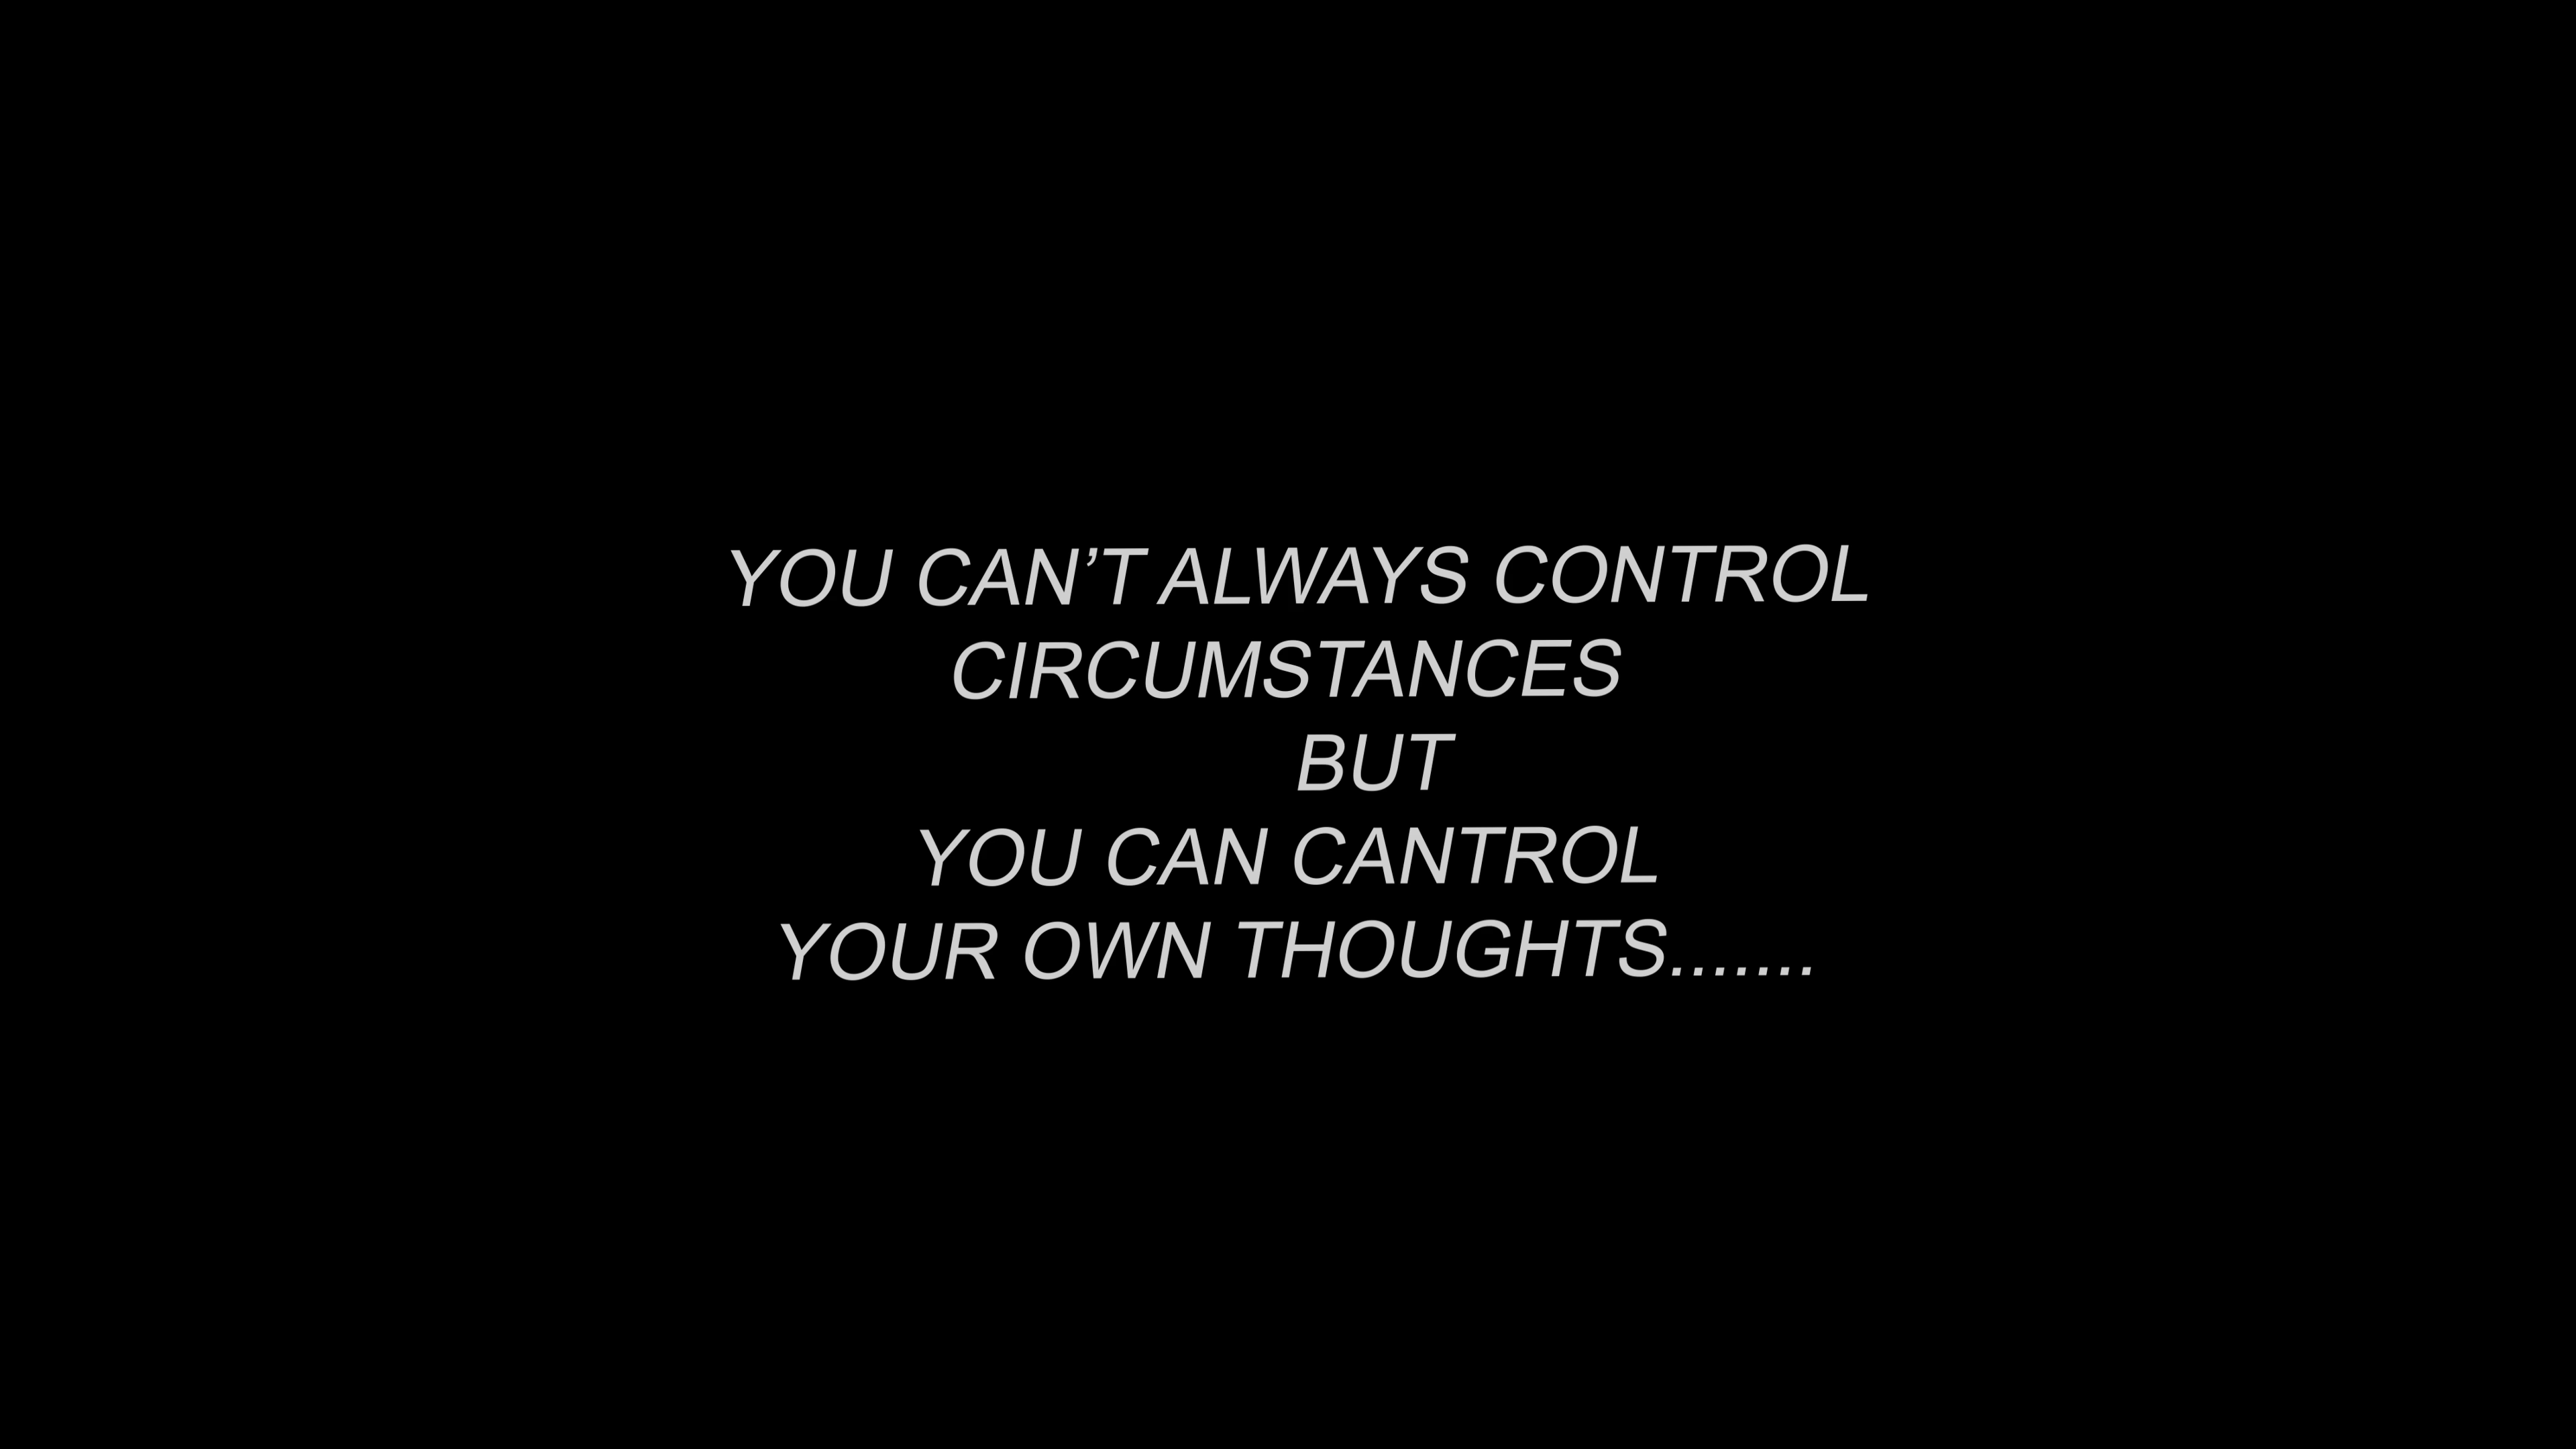 YOU CAN’T ALWAYS CONTROL
CIRCUMSTANCES
BUT
YOU CAN CANTROL
YOUR OWN THOUGHTS.......